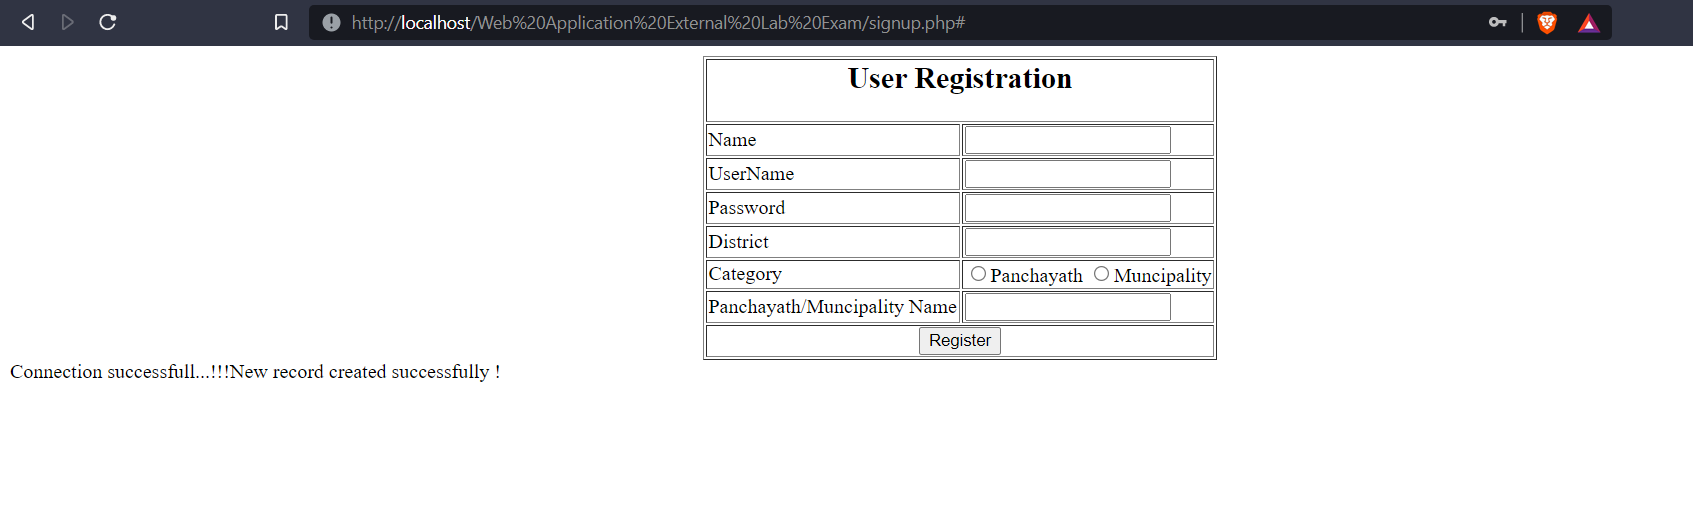 http://localhost/Web%20Application%20External%20Lab%20Exam/signup.php#
User Registration
Name
UserName
Password
District
Category Panchayath Muncipality
Panchayath/Muncipality Name
Register
Connection successfull...!!!New record created successfully !